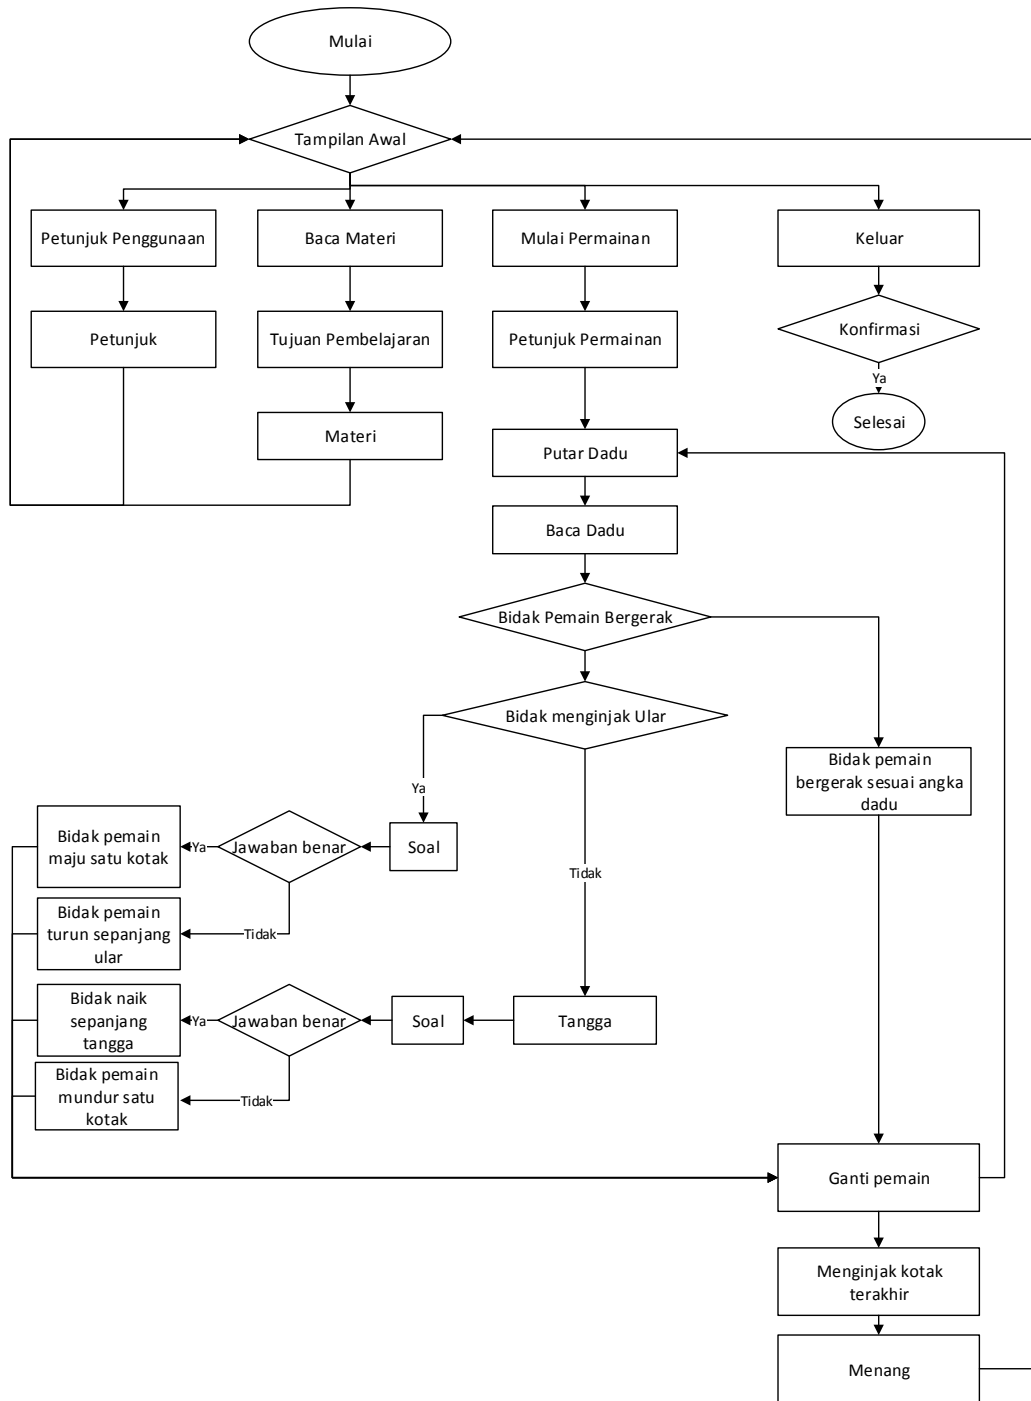 Mulai
Tampilan Awal
Petunjuk Penggunaan
Baca Materi
Mulai Permainan
Keluar
Petunjuk
Tujuan Pembelajaran
Petunjuk Permainan
Konfirmasi
Ya
Selesai
Materi
Putar Dadu
Baca Dadu
Bidak Pemain Bergerak
Bidak menginjak Ular
Bidak pemain
bergerak sesuai angka
dadu
Ya
Bidak pemain
maju satu kotak
Ya
Jawaban benar
Soal
Tidak
Bidak pemain
turun sepanjang
ular
Tidak
Bidak naik
sepanjang
tangga
Ya
Jawaban benar
Soal
Tangga
Bidak pemain
mundur satu
kotak
Tidak
Ganti pemain
Menginjak kotak
terakhir
Menang